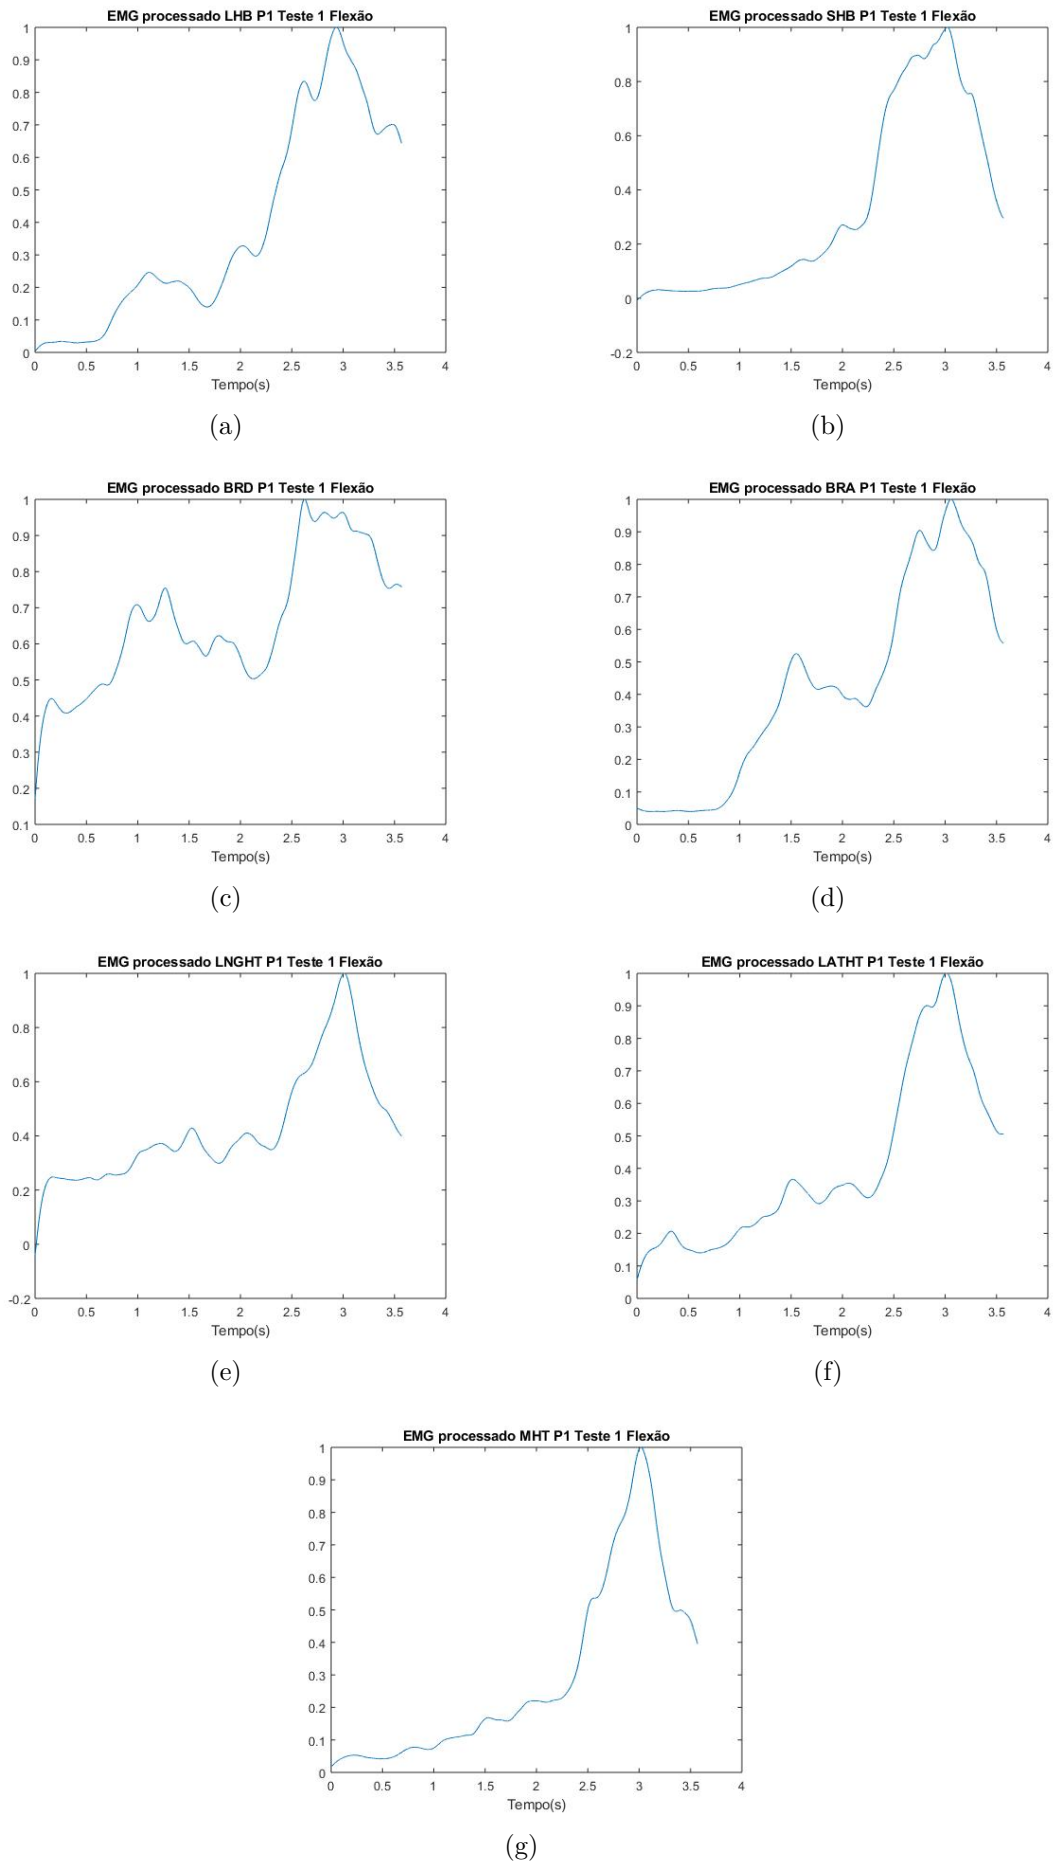 EMG processado LHB P1 Teste 1 Flexão
1
0.9
0.8
0.7
0.6
0.5
0.4
0.3
0.2
0.1
0
0 0.5 1 1.5 2 2.5 3 3.5 4
Tempo(s)
(a)
EMG processado SHB P1 Teste 1 Flexão
1
0.8
0.6
0.4
0.2
0
-0.2
0 0.5 1 1.5 2 2.5 3 3.5 4
Tempo(s)
(b)
EMG processado BRD P1 Teste 1 Flexão
1
0.9
0.8
0.7
0.6
0.5
0.4
0.3
0.2
0.1
0 0.5 1 1.5 2 2.5 3 3.5 4
Tempo(s)
(c)
EMG processado BRA P1 Teste 1 Flexão
1
0.9
0.8
0.7
0.6
0.5
0.4
0.3
0.2
0.1
0
0 0.5 1 1.5 2 2.5 3 3.5 4
Tempo(s)
(d)
EMG processado LNGHT P1 Teste 1 Flexão
1
0.8
0.6
0.4
0.2
0
-0.2
0 0.5 1 1.5 2 2.5 3 3.5 4
Tempo(s)
(e)
EMG processado LATHT P1 Teste 1 Flexão
1
0.9
0.8
0.7
0.6
0.5
0.4
0.3
0.2
0.1
0
0 0.5 1 1.5 2 2.5 3 3.5 4
Tempo(s)
(f)
EMG processado MHT P1 Teste 1 Flexão
1
0.9
0.8
0.7
0.6
0.5
0.4
0.3
0.2
0.1
0
0 0.5 1 1.5 2 2.5 3 3.5 4
Tempo(s)
(g)